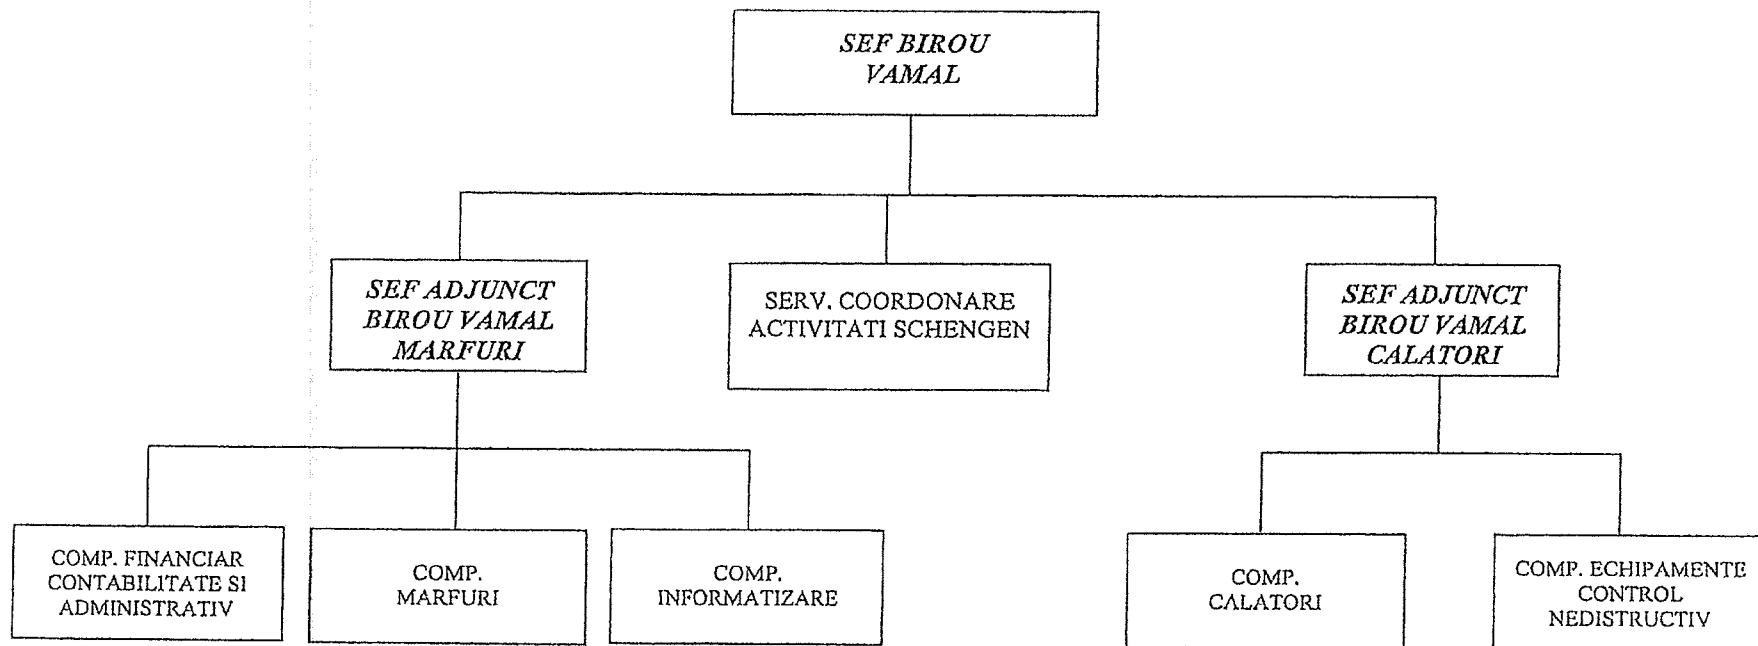 SEF BIROU
VAMAL
SEF ADJUNCT
BIROU VAMAL
MARFURI
SERV. COORDONARE
ACTIVITATI SCHENGEN
SEF ADJUNCT
BIROU VAMAL
CALATORI
COMP. FINANCIAR
CONTABILITATE SI
ADMINISTRATIV
COMP.
MARFURI
COMP.
INFORMATIZARE
COMP.
CALATORI
COMP. ECHIPAMENTE
CONTROL
NEDISTRUCTIV